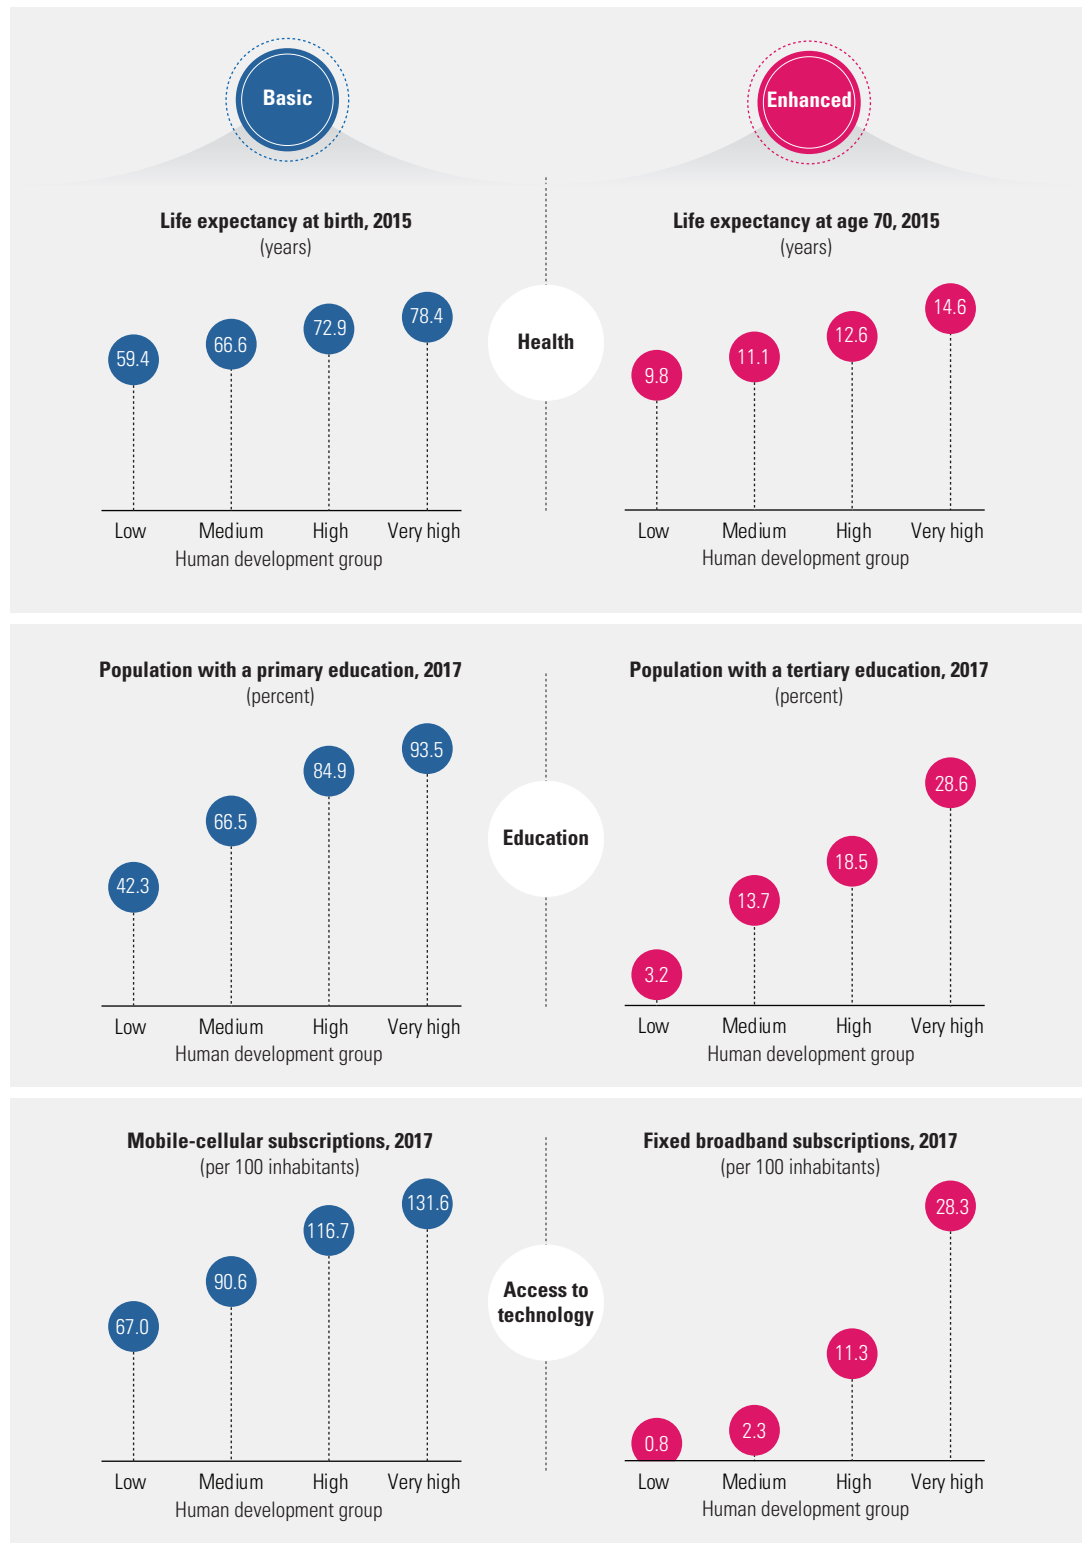 Basic
Enhanced
Life expectancy at birth, 2015
(years)
59.4
66.6
72.9
78.4
Low Medium High Very high
Human development group
Health
Life expectancy at age 70, 2015
(years)
9.8
11.1
12.6
14.6
Low Medium High Very high
Human development group
Population with a primary education, 2017
(percent)
42.3
66.5
84.9
93.5
Low Medium High Very high
Human development group
Education
Population with a tertiary education, 2017
(percent)
3.2
13.7
18.5
28.6
Low Medium High Very high
Human development group
Mobile-cellular subscriptions, 2017
(per 100 inhabitants)
67.0
90.6
116.7
131.6
Low Medium High Very high
Human development group
Access to
technology
Fixed broadband subscriptions, 2017
(per 100 inhabitants)
0.8
2.3
11.3
28.3
Low Medium High Very high
Human development group